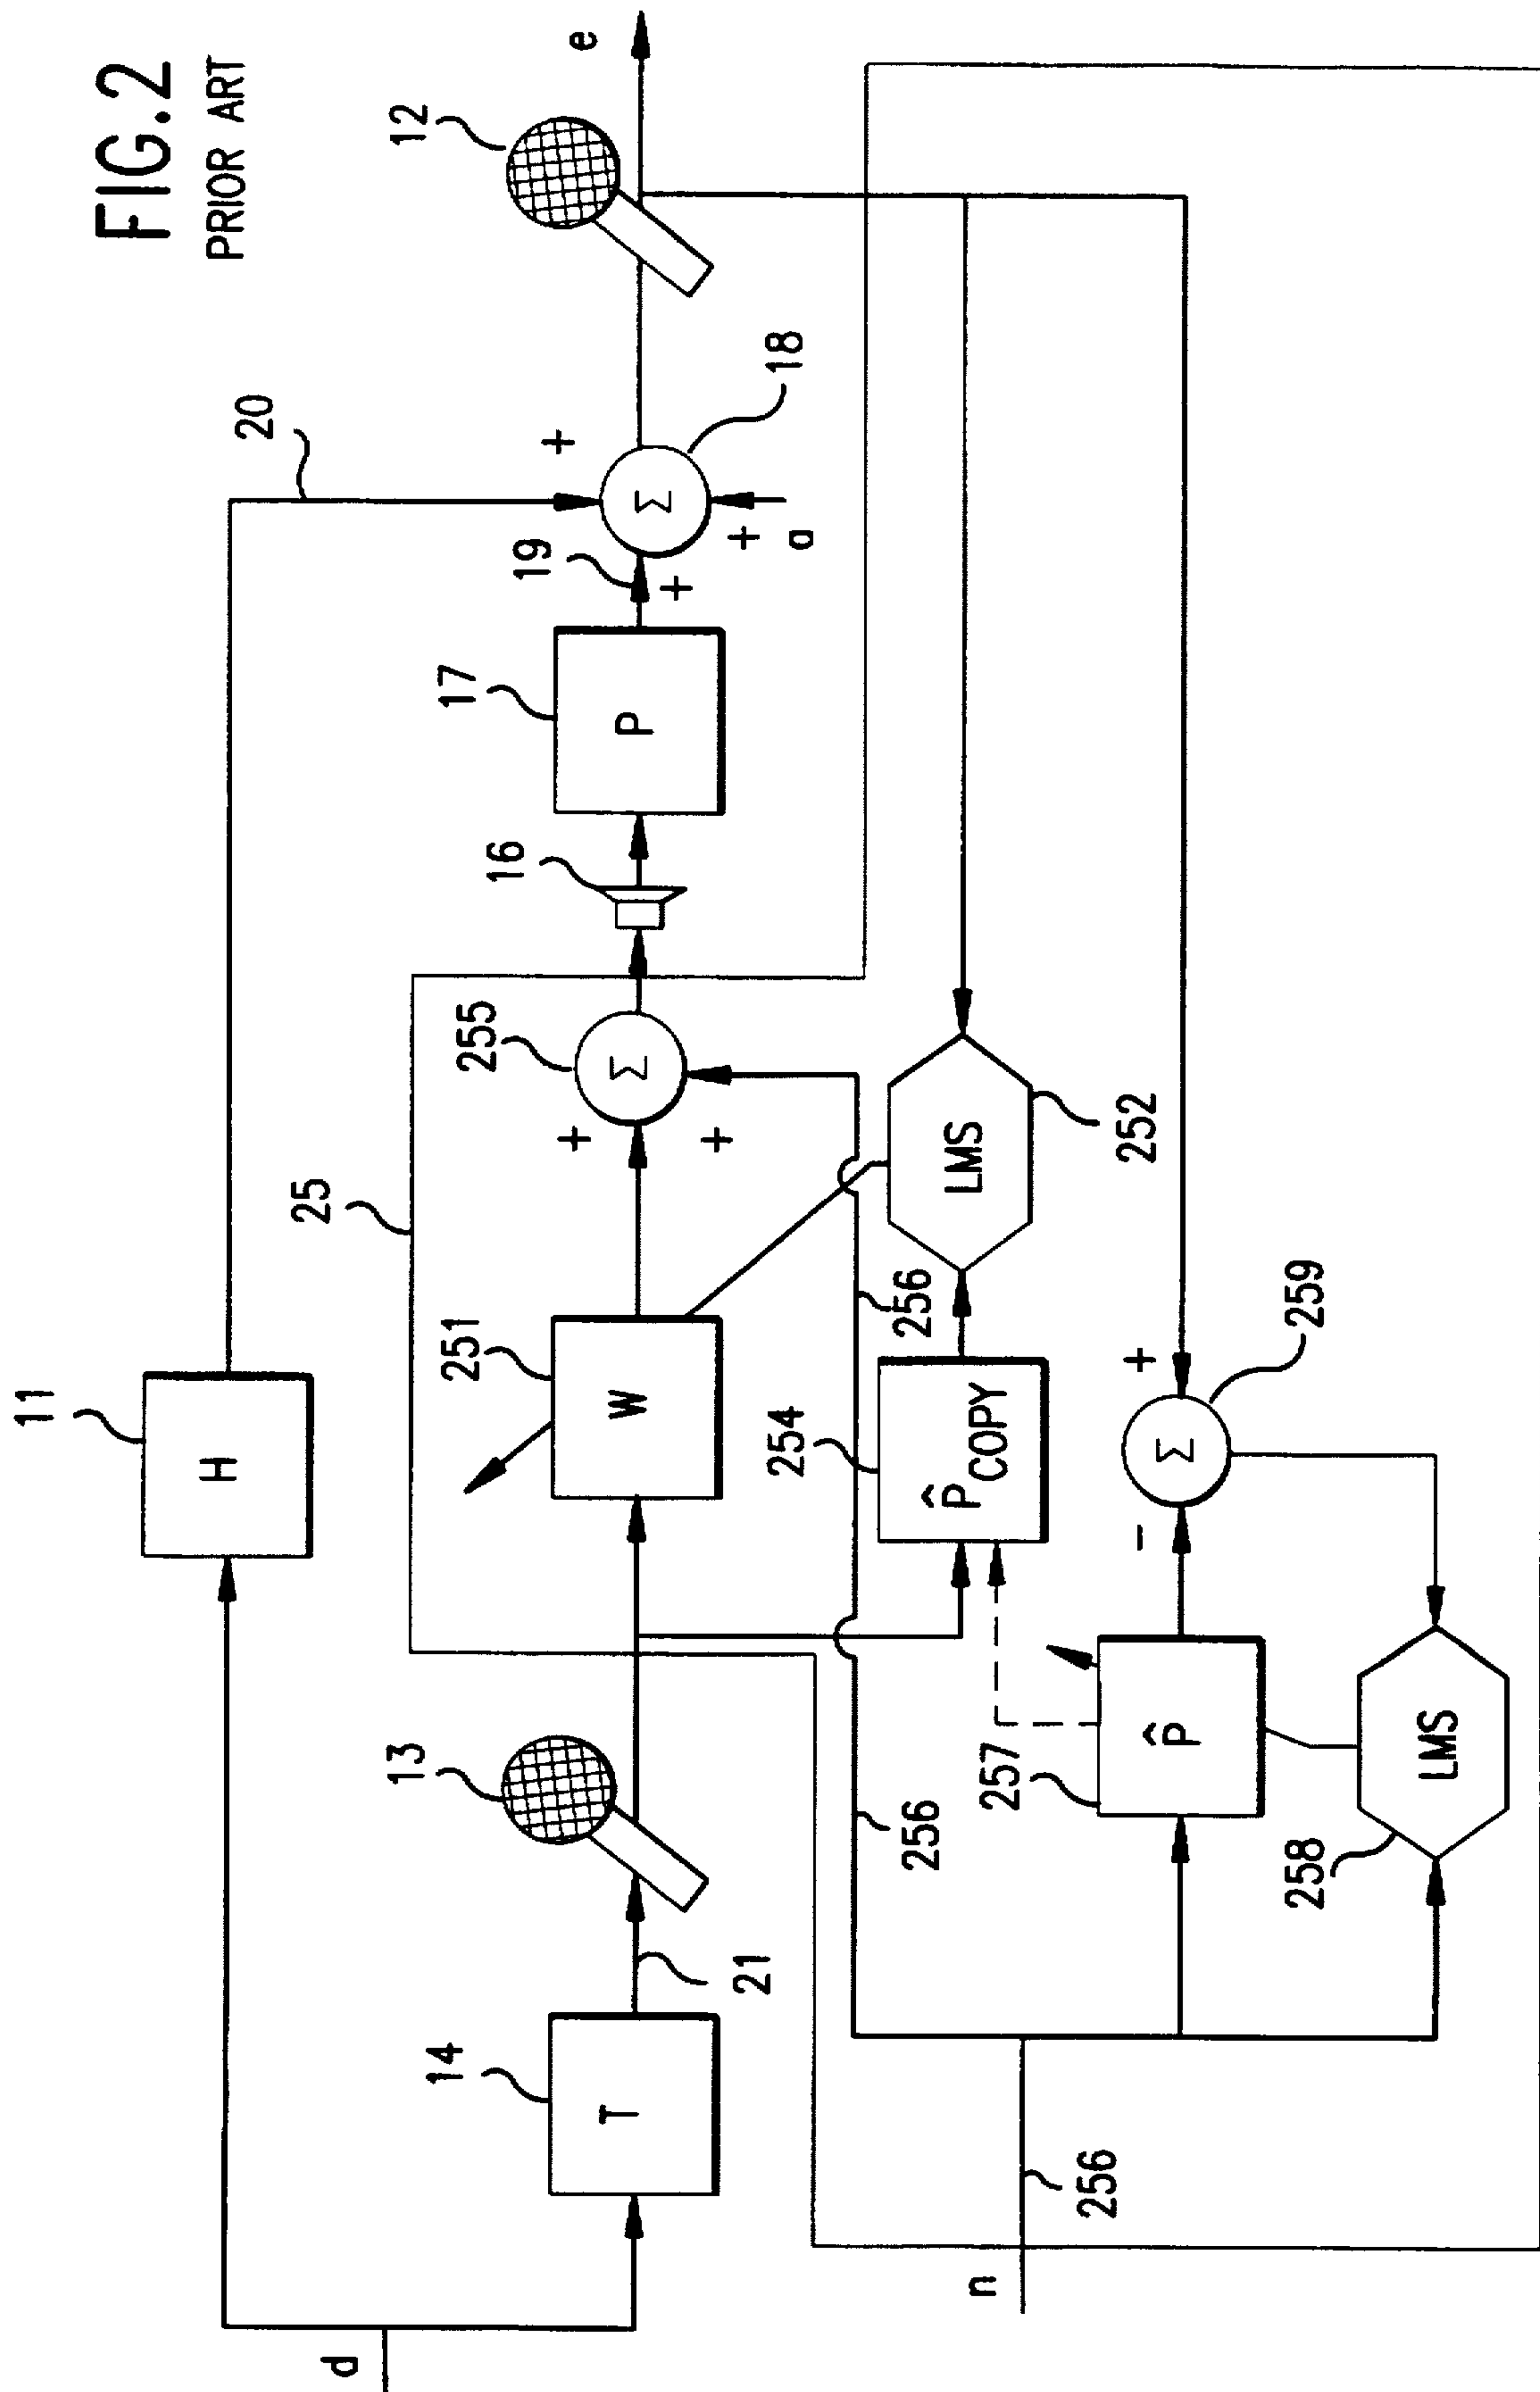 FIG.2
PRIOR ART
d
11
H
20
14
T
21
13
25
251
W
+
+
255
Σ
16
17
P
19
+
+
18
Σ
+
a
12
e
n
256
256
256
254
P̂COPY
LMS
252
257
P̂
-
+
Σ
259
258
LMS